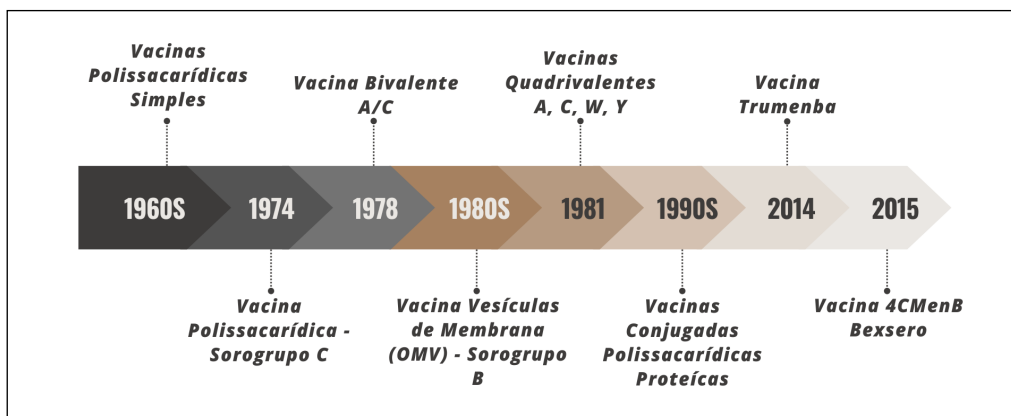 Vacinas
Polissacarídicas
Simples
Vacina Bivalente
A/C
Vacinas
Quadrivalentes
A, C, W, Y
Vacina
Trumenba
1960S
1974
1978
1980S
1981
1990S
2014
2015
Vacina
Polissacarídica -
Sorogrupo C
Vacina Vesículas
de Membrana
(OMV) - Sorogrupo
B
Vacinas
Conjugadas
Polissacarídicas
Proteícas
Vacina 4CMenB
Bexsero